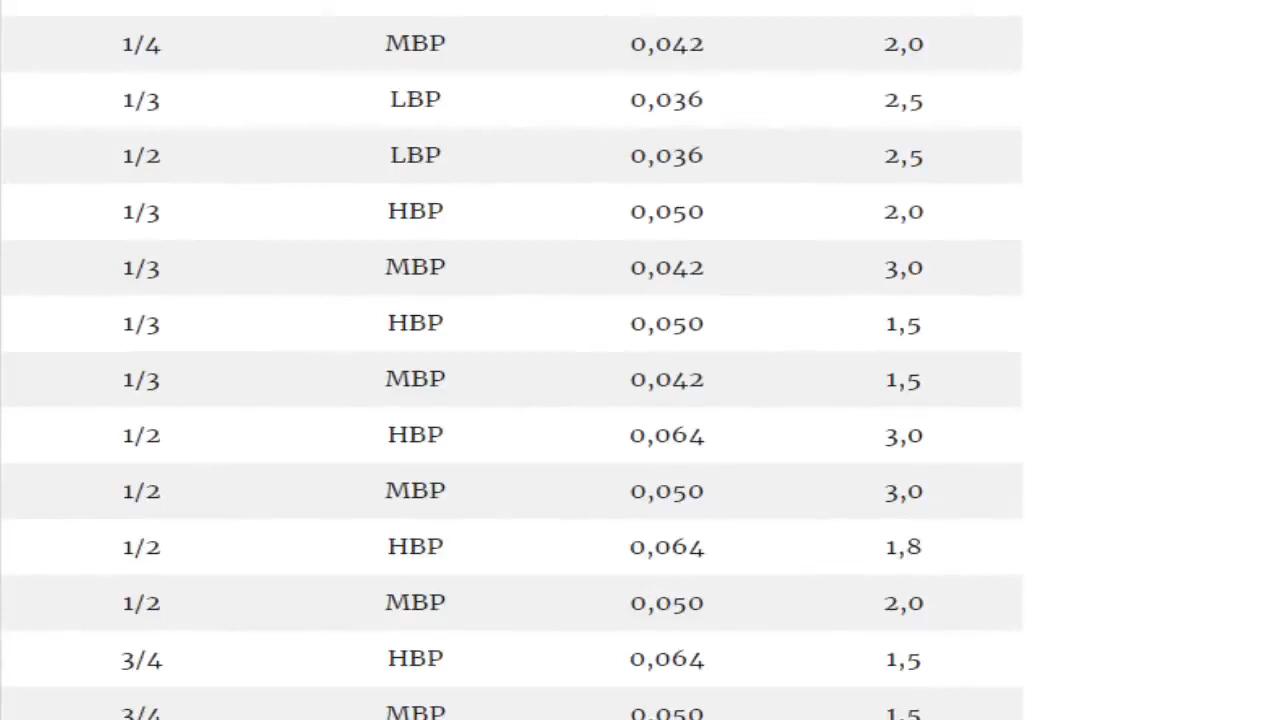 1/4 MBP 0,042 2,0
1/3 LBP 0,036 2,5
1/2 LBP 0,036 2,5
1/3 HBP 0,050 2,0
1/3 MBP 0,042 3,0
1/3 HBP 0,050 1,5
1/3 MBP 0,042 1,5
1/2 HBP 0,064 3,0
1/2 MBP 0,050 3,0
1/2 HBP 0,064 1,8
1/2 MBP 0,050 2,0
3/4 HBP 0,064 1,5
3/4 MBP 0,050 1,5